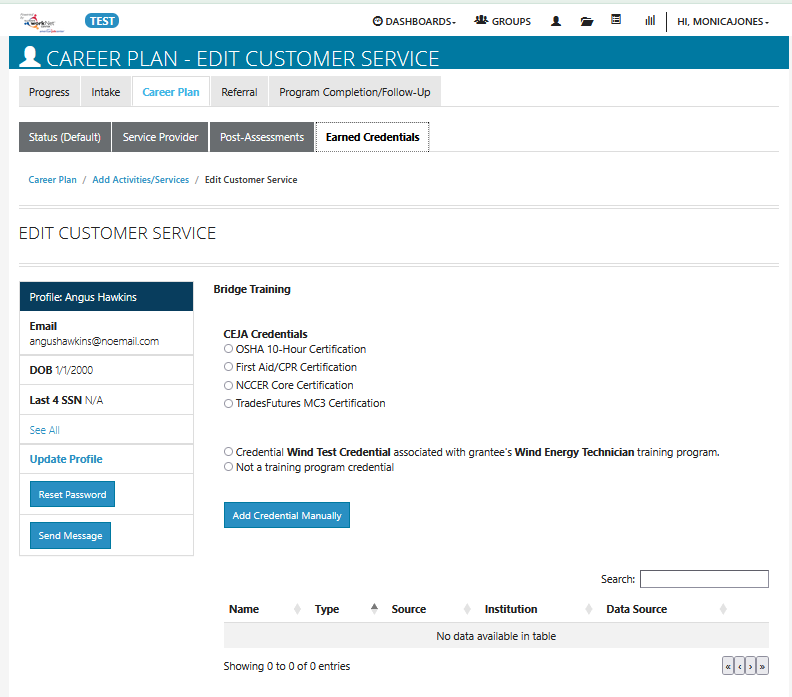 workNet
TEST
DASHBOARDS
GROUPS
HI, MONICAJONES
CAREER PLAN - EDIT CUSTOMER SERVICE
Progress Intake Career Plan Referral Program Completion/Follow-Up
Status (Default) Service Provider Post-Assessments Earned Credentials
Career Plan / Add Activities/Services / Edit Customer Service
EDIT CUSTOMER SERVICE
Profile: Angus Hawkins
Email
angushawkins@noemail.com
DOB 1/1/2000
Last 4 SSN N/A
See All
Update Profile
Reset Password
Send Message
Bridge Training
CEJA Credentials
OSHA 10-Hour Certification
First Aid/CPR Certification
NCCER Core Certification
TradesFutures MC3 Certification
Credential Wind Test Credential associated with grantee's Wind Energy Technician training program.
Not a training program credential
Add Credential Manually
Search:
Name Type Source Institution Data Source
No data available in table
Showing 0 to 0 of 0 entries
« ‹ › »